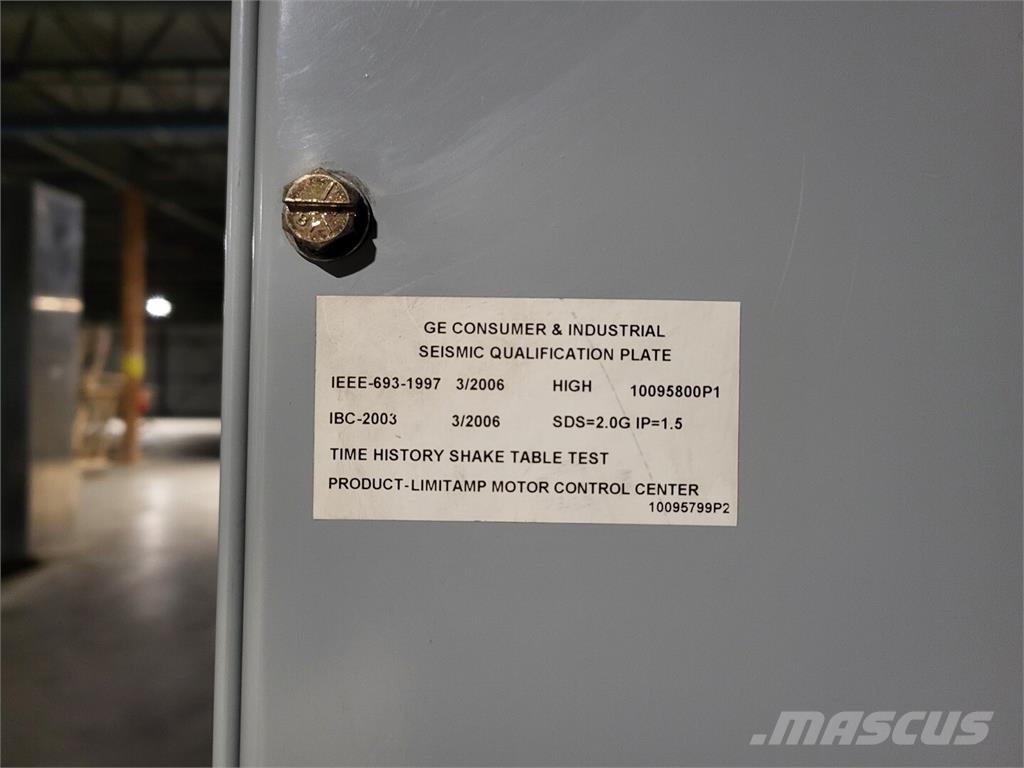 GE CONSUMER & INDUSTRIAL
SEISMIC QUALIFICATION PLATE
IEEE-693-1997 3/2006 HIGH 10095800P1
IBC-2003 3/2006 SDS=2.0G IP=1.5
TIME HISTORY SHAKE TABLE TEST
PRODUCT-LIMITAMP MOTOR CONTROL CENTER
10095799P2
MASCUS